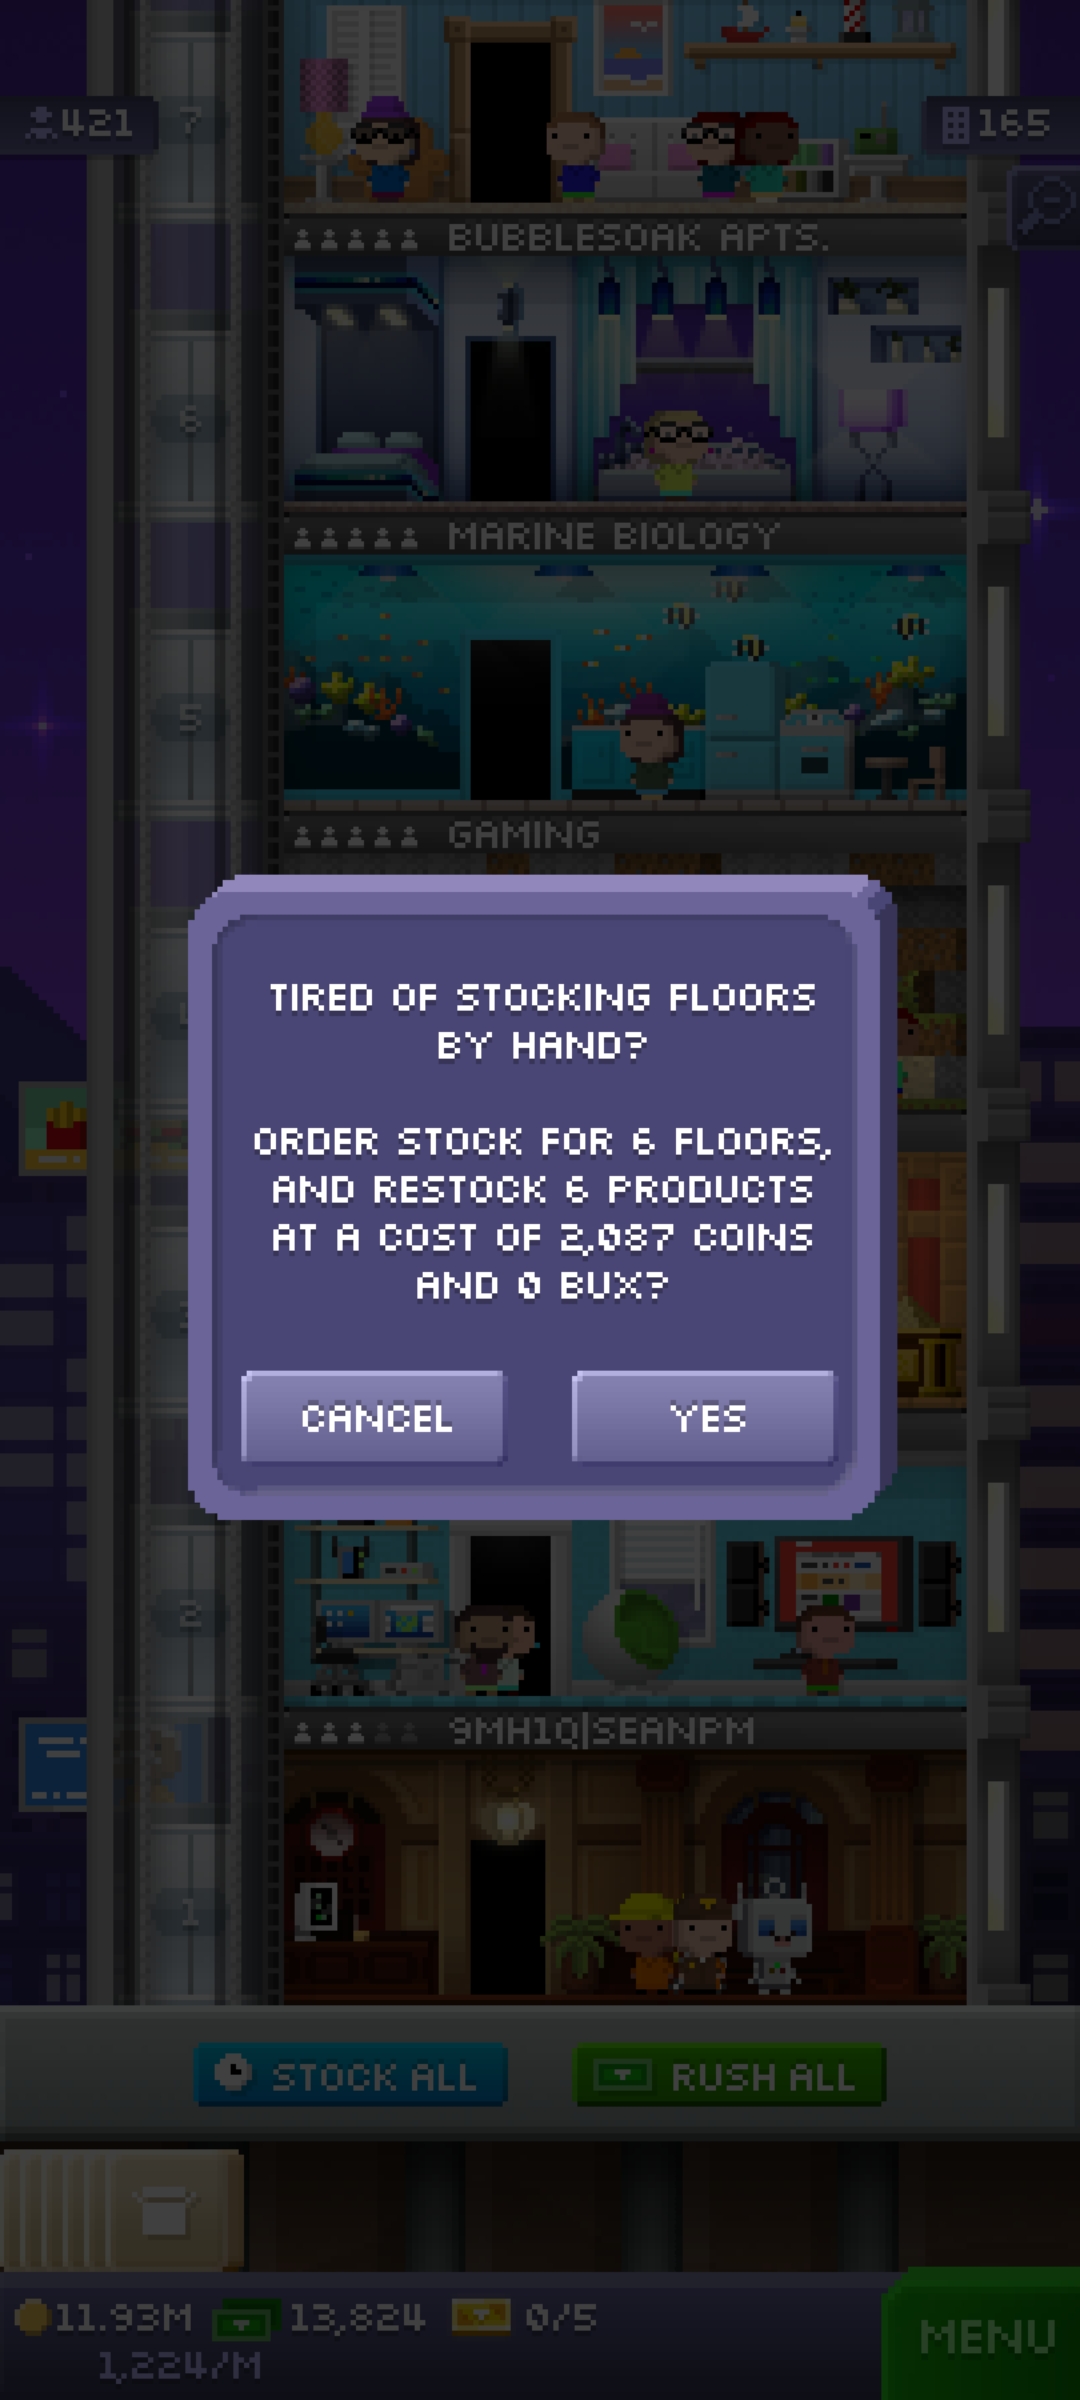 421
7
165
BUBBLESOAK APTS.
6
MARINE BIOLOGY
5
GAMING
TIRED OF STOCKING FLOORS
BY HAND?
ORDER STOCK FOR 6 FLOORS,
AND RESTOCK 6 PRODUCTS
AT A COST OF 2,087 COINS
AND 0 BUX?
CANCEL
YES
2
9MH1Q|SEANPM
1
STOCK ALL
RUSH ALL
11.93M
13,824
0/5
1,224/M
MENU